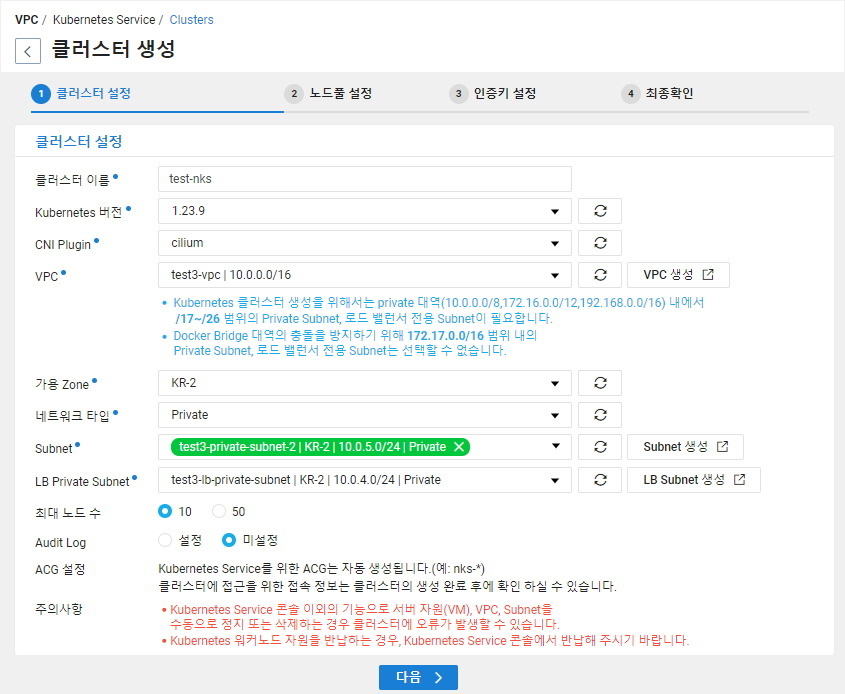 VPC / Kubernetes Service / Clusters
클러스터 생성
1 클러스터 설정 2 노드풀 설정 3 인증키 설정 4 최종확인
클러스터 설정
클러스터 이름 test-nks
Kubernetes 버전 1.23.9
CNI Plugin cilium
VPC test3-vpc | 10.0.0.0/16 VPC 생성
• Kubernetes 클러스터 생성을 위해서는 private 대역(10.0.0.0/8,172.16.0.0/12,192.168.0.0/16) 내에서
/17~/26 범위의 Private Subnet, 로드 밸런서 전용 Subnet이 필요합니다.
• Docker Bridge 대역의 충돌을 방지하기 위해 172.17.0.0/16 범위 내의
Private Subnet, 로드 밸런서 전용 Subnet는 선택할 수 없습니다.
가용 Zone KR-2
네트워크 타입 Private
Subnet test3-private-subnet-2 | KR-2 | 10.0.5.0/24 | Private Subnet 생성
LB Private Subnet test3-lb-private-subnet | KR-2 | 10.0.4.0/24 | Private LB Subnet 생성
최대 노드 수 10 50
Audit Log 설정 미설정
ACG 설정 Kubernetes Service를 위한 ACG는 자동 생성됩니다.(예: nks-*)
클러스터에 접근을 위한 접속 정보는 클러스터의 생성 완료 후에 확인 하실 수 있습니다.
주의사항 • Kubernetes Service 콘솔 이외의 기능으로 서버 자원(VM), VPC, Subnet을
수동으로 정지 또는 삭제하는 경우 클러스터에 오류가 발생할 수 있습니다.
• Kubernetes 워커노드 자원을 반납하는 경우, Kubernetes Service 콘솔에서 반납해 주시기 바랍니다.
다음